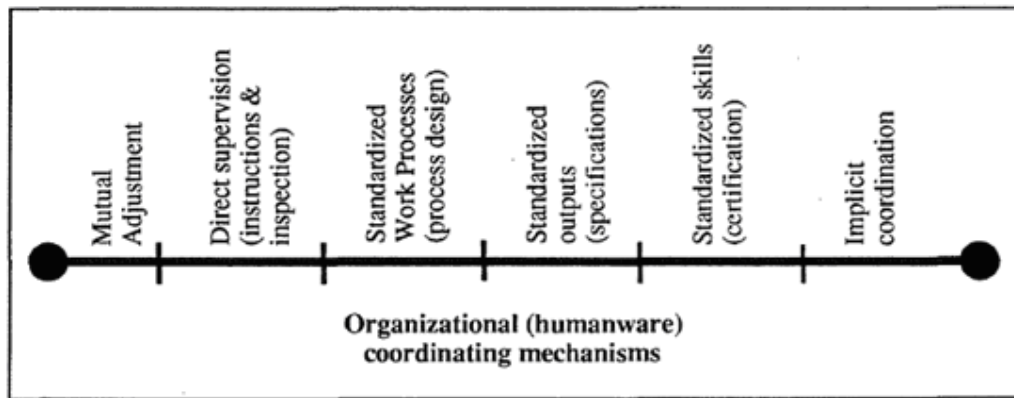 Mutual
Adjustment
Direct supervision
(instructions &
inspection)
Standardized
Work Processes
(process design)
Standardized
outputs
(specifications)
Standardized skills
(certification)
Implicit
coordination
Organizational (humanware)
coordinating mechanisms